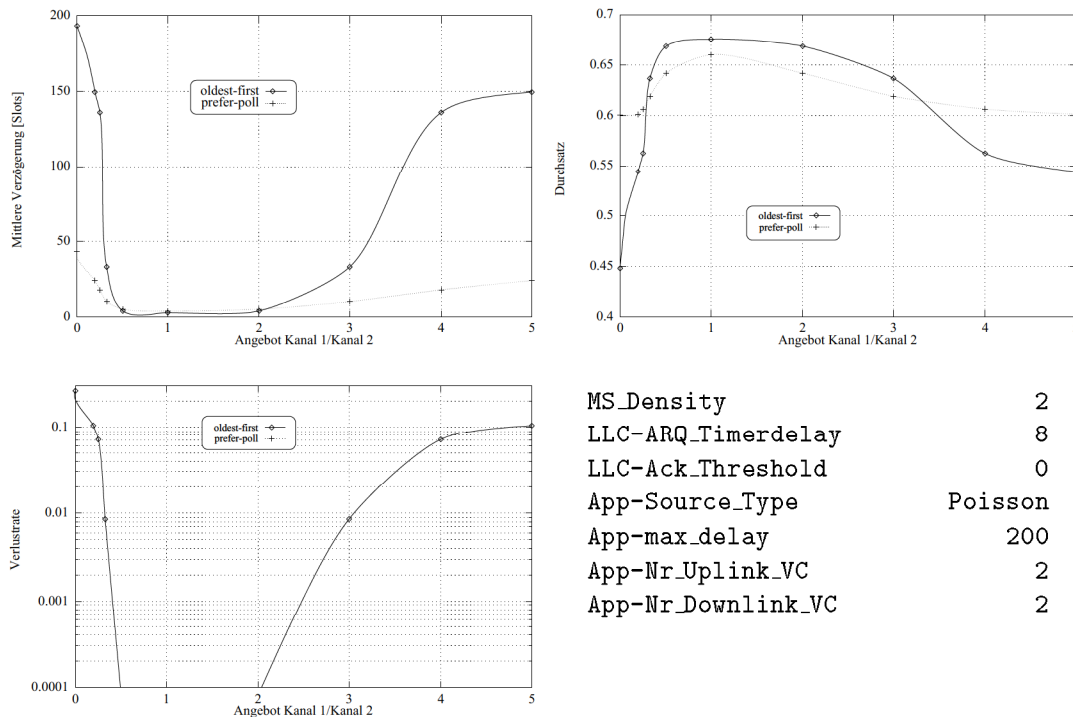 200
150
100
50
0
Mittlere Verzögerung [Slots]
oldest-first
prefer-poll
0 1 2 3 4 5
Angebot Kanal 1/Kanal 2
0.7
0.65
0.6
0.55
0.5
0.45
0.4
Durchsatz
oldest-first
prefer-poll
0 1 2 3 4
Angebot Kanal 1/Kanal 2
0.1
0.01
0.001
0.0001
Verlustrate
oldest-first
prefer-poll
0 1 2 3 4 5
Angebot Kanal 1/Kanal 2
MS_Density 2
LLC-ARQ_Timerdelay 8
LLC-Ack_Threshold 0
App-Source_Type Poisson
App-max_delay 200
App-Nr_Uplink_VC 2
App-Nr_Downlink_VC 2